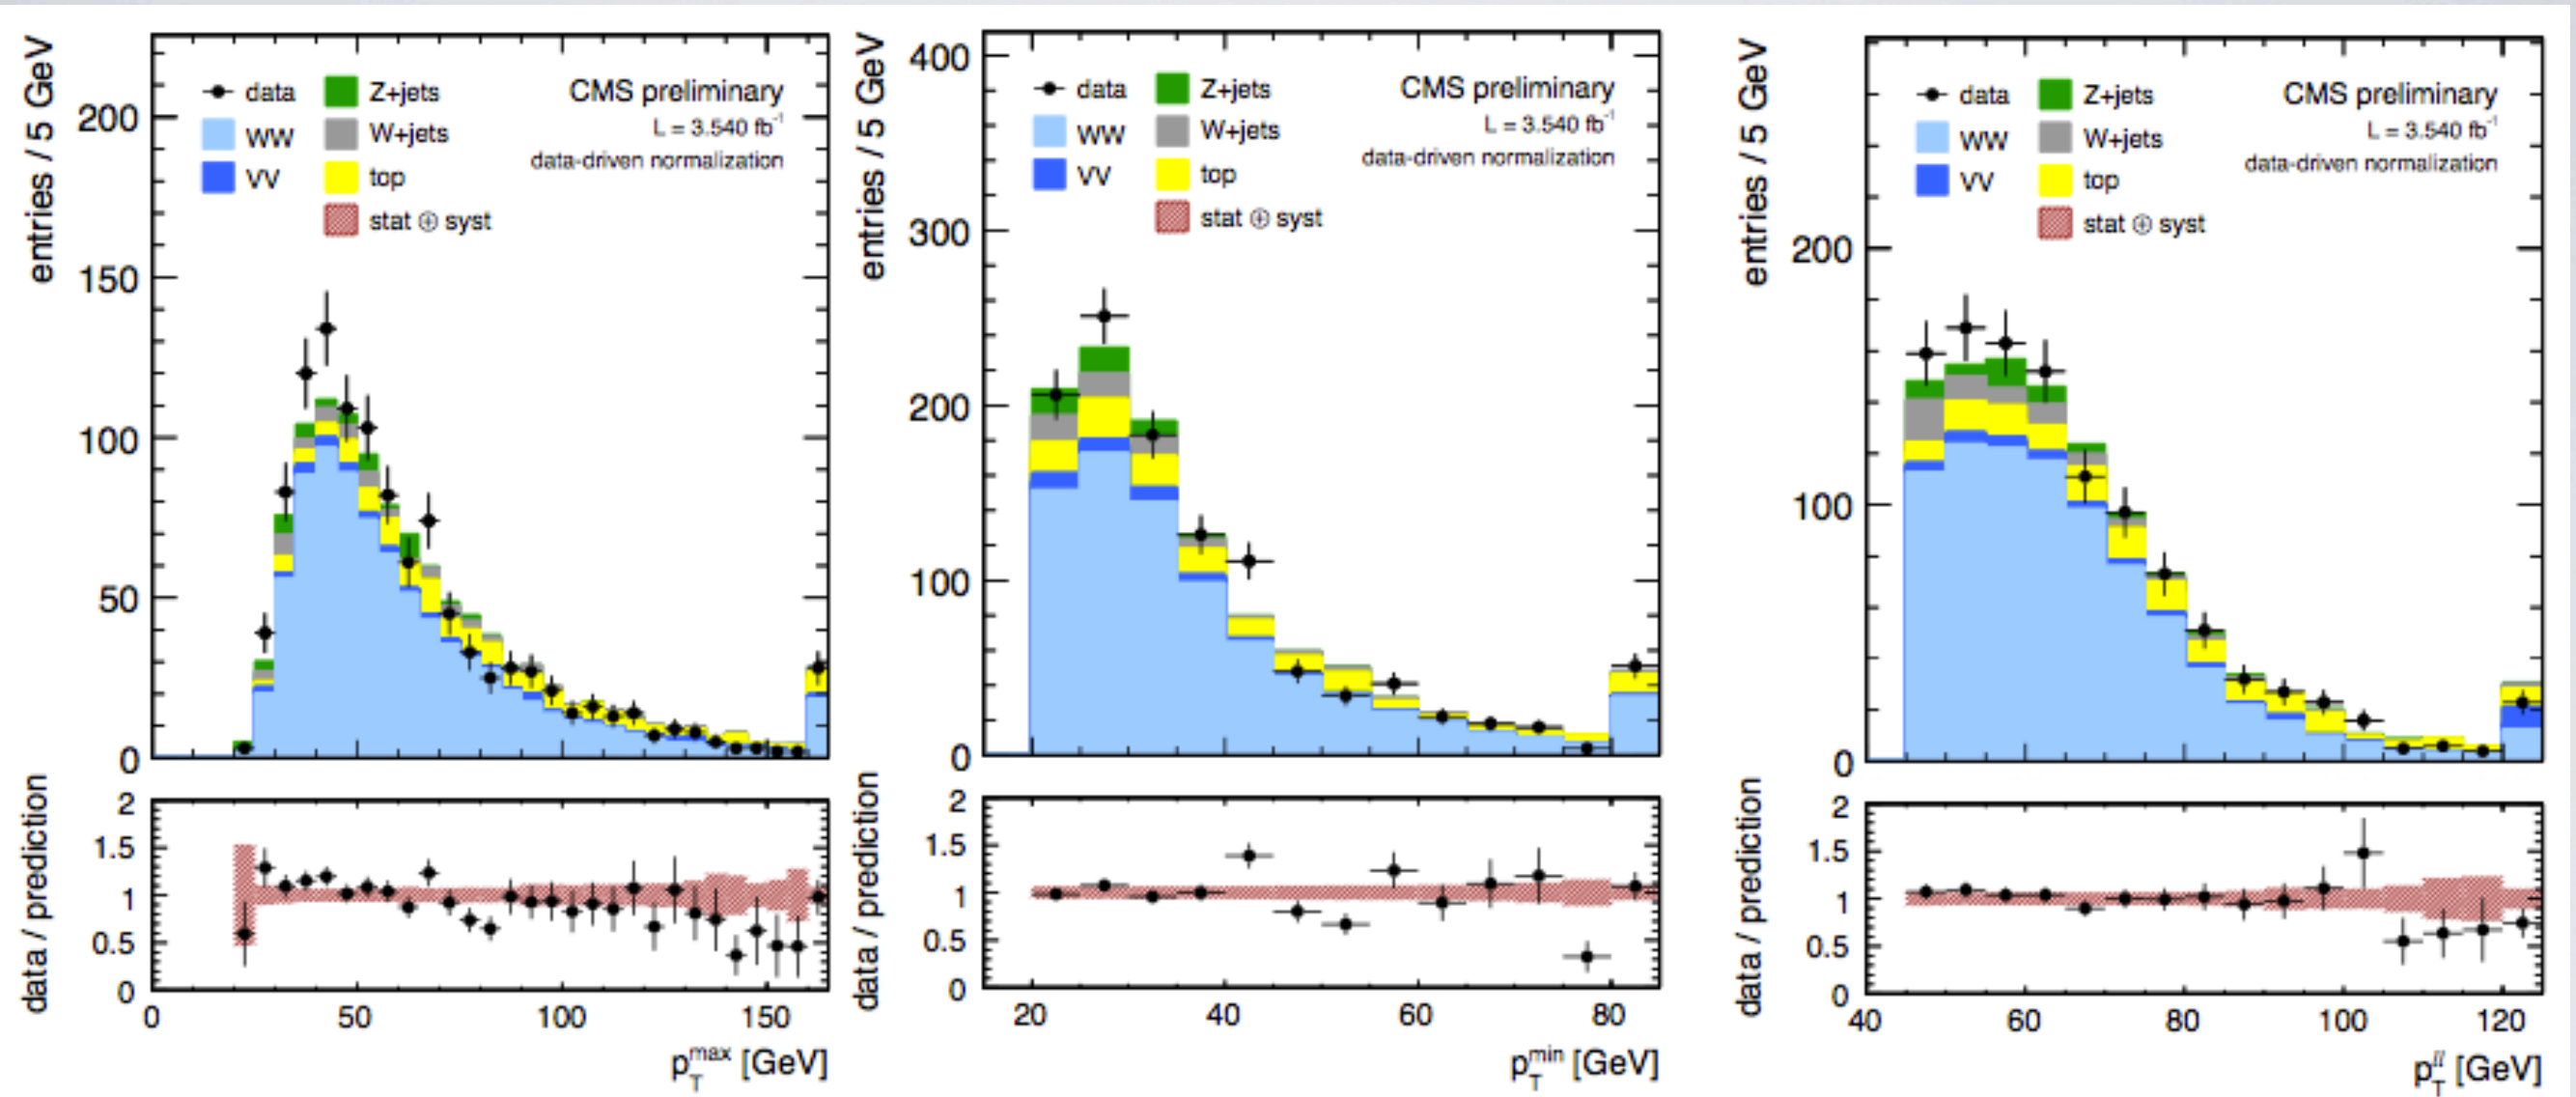 entries / 5 GeV
200
150
100
50
0
data
WW
VV
Z+jets
W+jets
top
stat ⊕ syst
CMS preliminary
L = 3.540 fb⁻¹
data-driven normalization
data / prediction
2
1.5
1
0.5
0
0 50 100 150
p_T^max [GeV]
entries / 5 GeV
400
300
200
100
0
data
WW
VV
Z+jets
W+jets
top
stat ⊕ syst
CMS preliminary
L = 3.540 fb⁻¹
data-driven normalization
data / prediction
2
1.5
1
0.5
0
20 40 60 80
p_T^min [GeV]
entries / 5 GeV
200
100
0
data
WW
VV
Z+jets
W+jets
top
stat ⊕ syst
CMS preliminary
L = 3.540 fb⁻¹
data-driven normalization
data / prediction
2
1.5
1
0.5
0
40 60 80 100 120
p_T^ll [GeV]